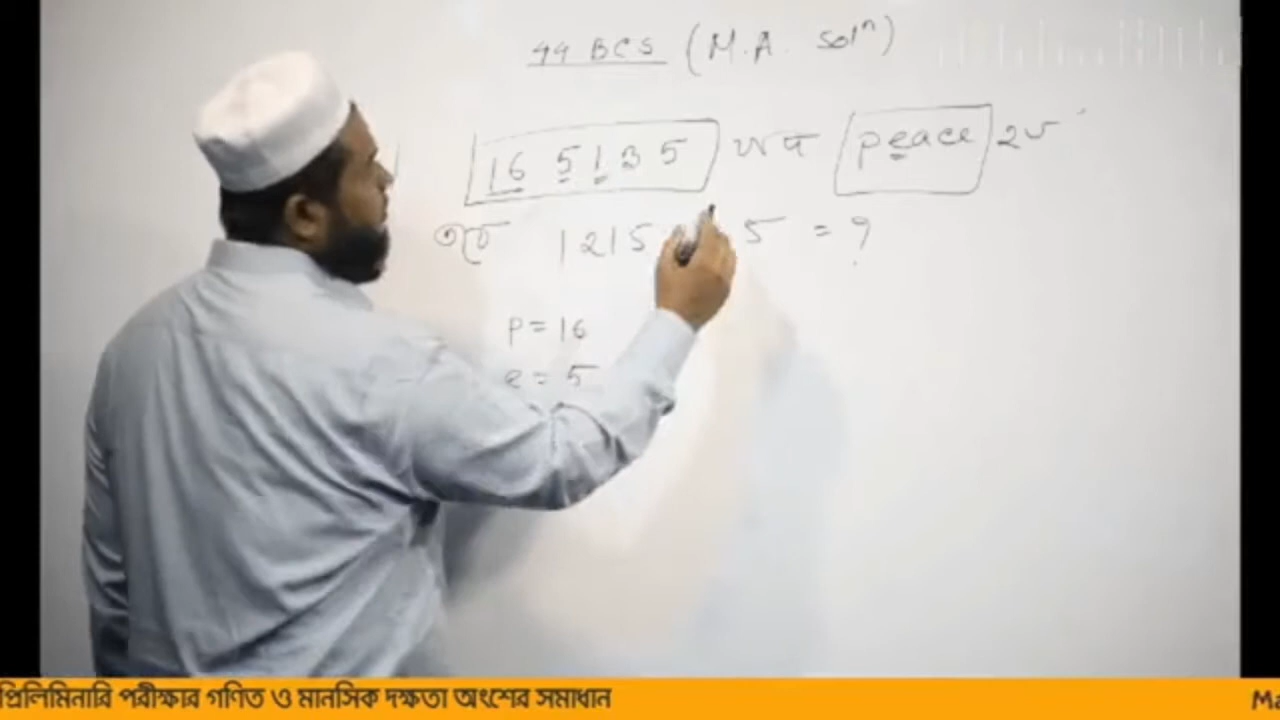 44 BCS (M.A. solⁿ)
16 5 1 3 5 যদি peace হয়
তবে 1215 5 = ?
P = 16
e = 5
প্রিলিমিনারি পরীক্ষার গণিত ও মানসিক দক্ষতা অংশের সমাধান
Ma